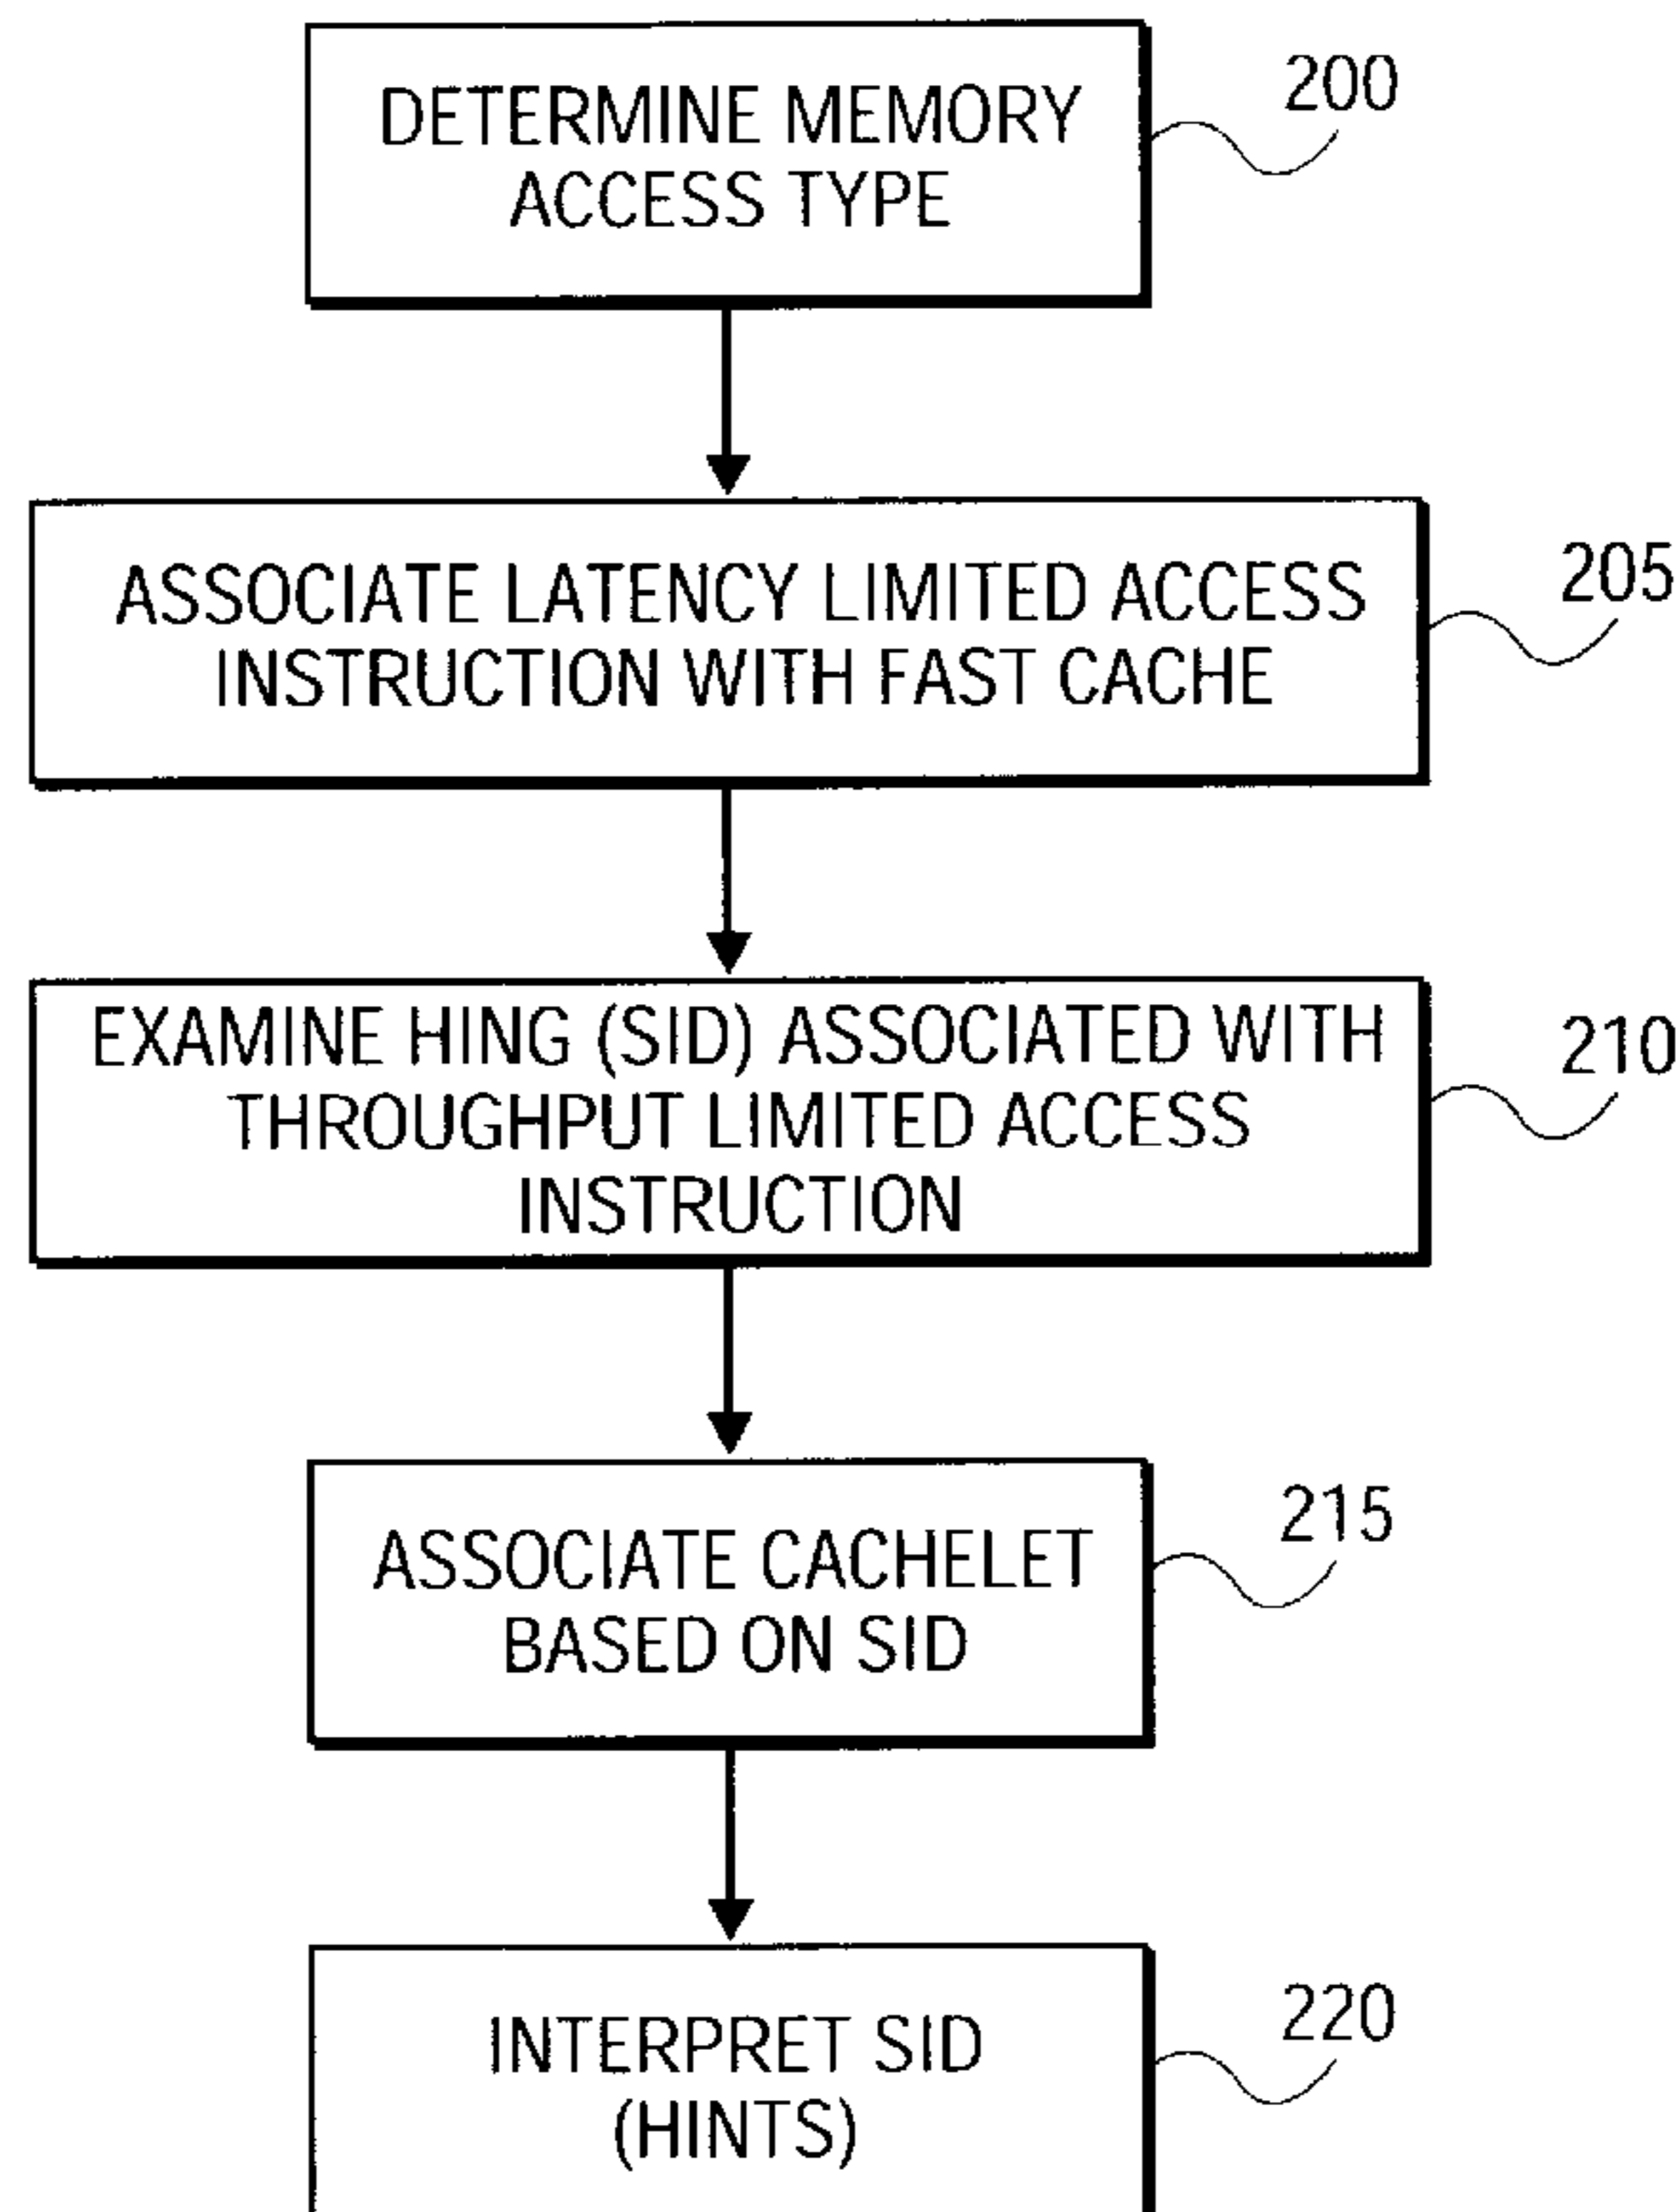 DETERMINE MEMORY
ACCESS TYPE
200
ASSOCIATE LATENCY LIMITED ACCESS
INSTRUCTION WITH FAST CACHE
205
EXAMINE HING (SID) ASSOCIATED WITH
THROUGHPUT LIMITED ACCESS
INSTRUCTION
210
ASSOCIATE CACHELET
BASED ON SID
215
INTERPRET SID
(HINTS)
220